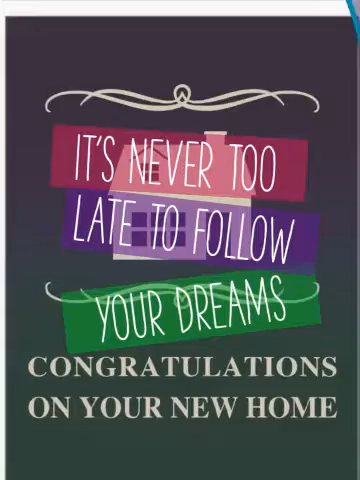 IT'S NEVER TOO
LATE TO FOLLOW
YOUR DREAMS
CONGRATULATIONS
ON YOUR NEW HOME